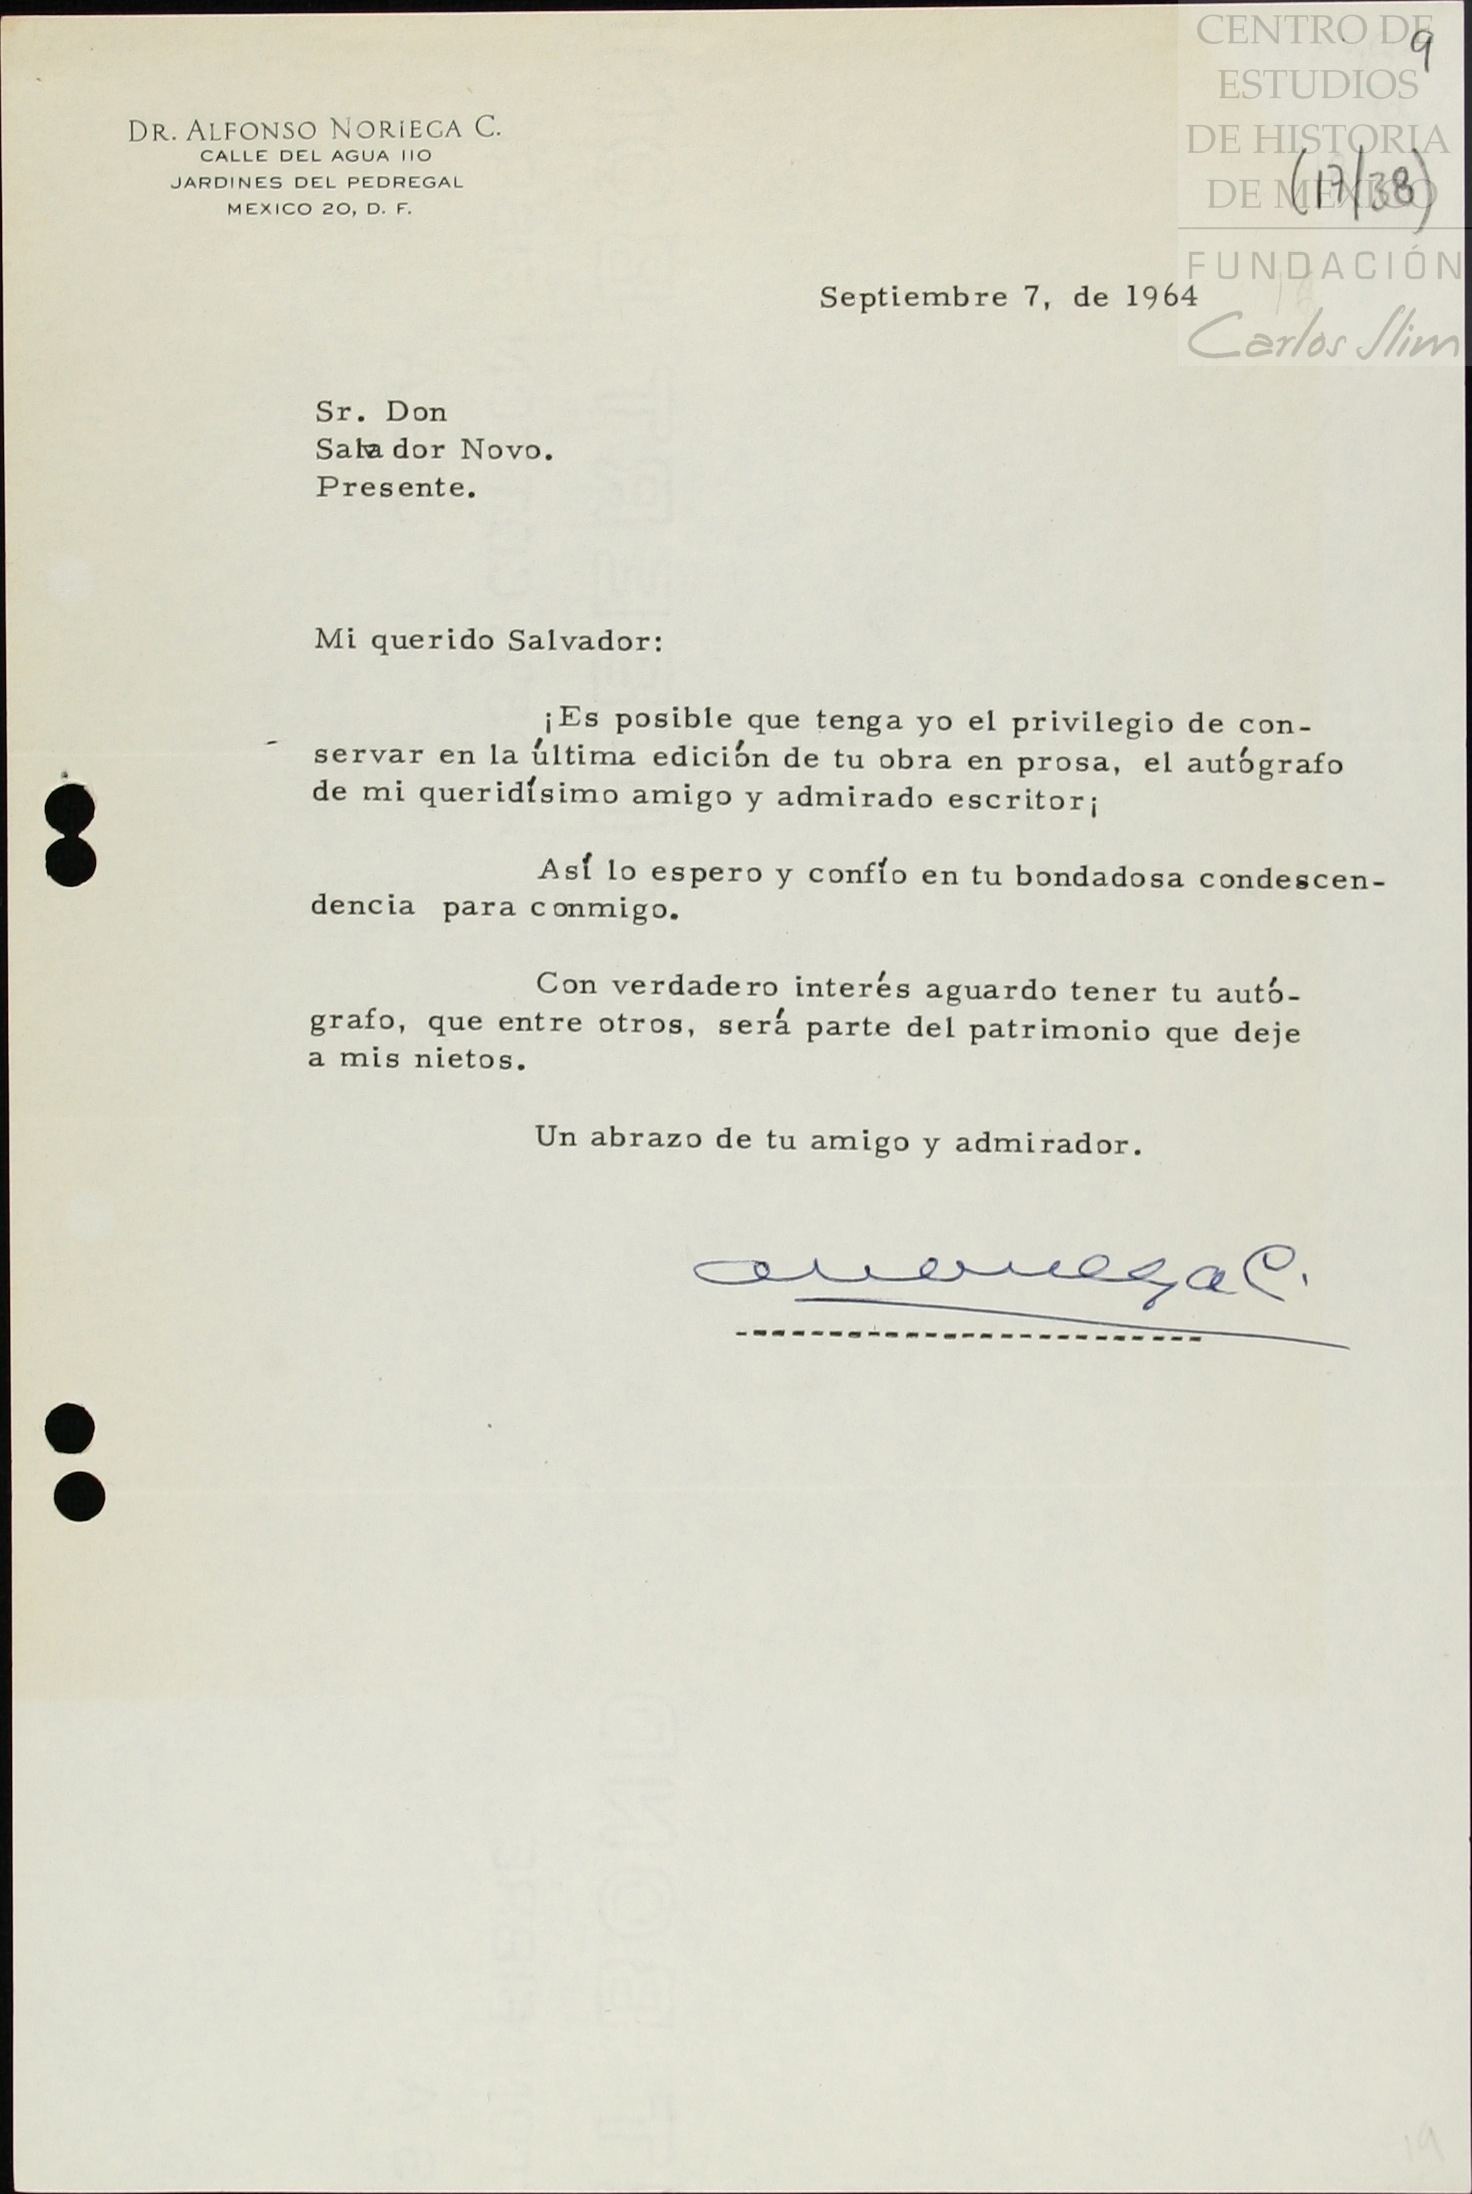 CENTRO DE
ESTUDIOS
DE HISTORIA
DE MEXICO
FUNDACIÓN
Carlos Slim
9
(17/38)
DR. ALFONSO NORIEGA C.
CALLE DEL AGUA 110
JARDINES DEL PEDREGAL
MEXICO 20, D. F.
Septiembre 7, de 1964
Sr. Don
Salvador Novo.
Presente.
Mi querido Salvador:
¡Es posible que tenga yo el privilegio de con-
servar en la última edición de tu obra en prosa, el autógrafo
de mi queridísimo amigo y admirado escritor¡
Así lo espero y confío en tu bondadosa condescen-
dencia para conmigo.
Con verdadero interés aguardo tener tu autó-
grafo, que entre otros, será parte del patrimonio que deje
a mis nietos.
Un abrazo de tu amigo y admirador.
19